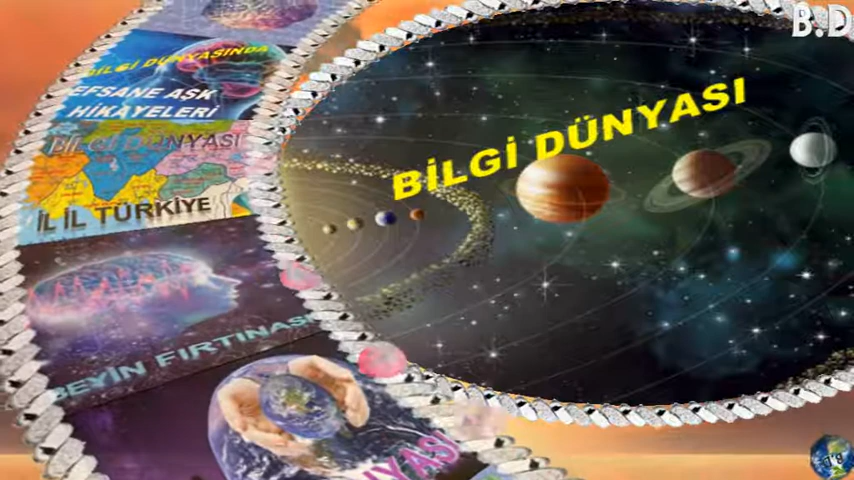 B.D
BİLGİ DÜNYASINDA
EFSANE AŞK
HİKAYELERİ
BİLGİ DÜNYASI
BİLGİ DÜNYASI
İL İL TÜRKİYE
BEYİN FIRTINASI
B.D